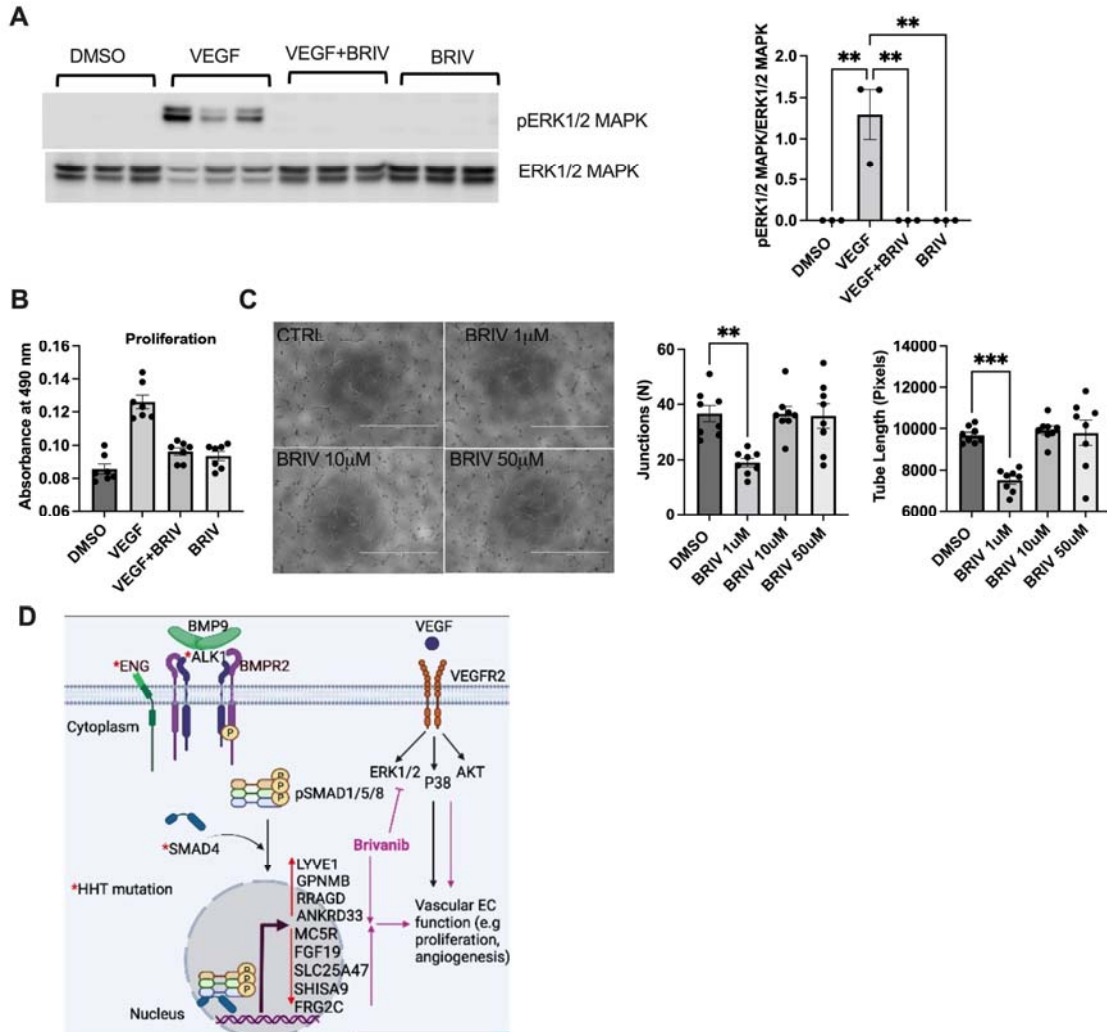 A
DMSO
VEGF
VEGF+BRIV
BRIV
pERK1/2 MAPK
ERK1/2 MAPK
pERK1/2 MAPK/ERK1/2 MAPK
2.0
1.5
1.0
0.5
0.0
**
** **
DMSO
VEGF
VEGF+BRIV
BRIV
B
Proliferation
Absorbance at 490 nm
0.16
0.14
0.12
0.10
0.08
0.06
DMSO
VEGF
VEGF+BRIV
BRIV
C
CTRL
BRIV 1μM
BRIV 10μM
BRIV 50μM
Junctions (N)
60
40
20
0
**
DMSO
BRIV 1uM
BRIV 10uM
BRIV 50uM
Tube Length (Pixels)
14000
12000
10000
8000
6000
***
DMSO
BRIV 1uM
BRIV 10uM
BRIV 50uM
D
BMP9
*ENG
*ALK1
BMPR2
P
Cytoplasm
VEGF
VEGFR2
ERK1/2
P38
AKT
P
P
P
pSMAD1/5/8
*SMAD4
Brivanib
*HHT mutation
LYVE1
GPNMB
RRAGD
ANKRD33
MC5R
FGF19
SLC25A47
SHISA9
FRG2C
Vascular EC
function (e.g
proliferation,
angiogenesis)
P
P
P
Nucleus